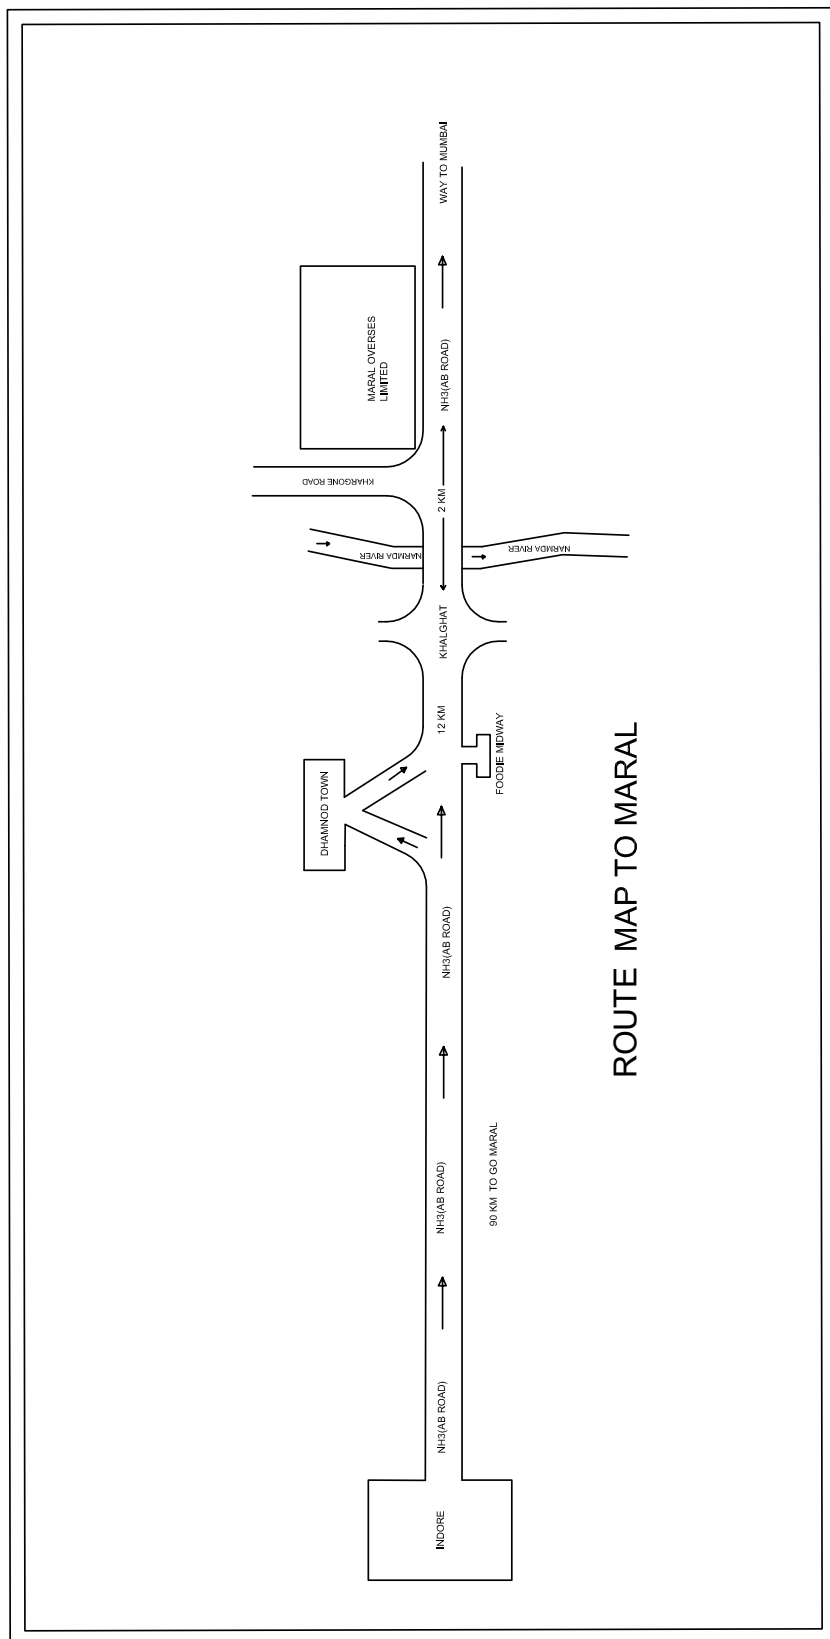 WAY TO MUMBAI
MARAL OVERSES
LIMITED
NH3(AB ROAD)
KHARGONE ROAD
2 KM
NARMDA RIVER
NARMDA RIVER
KHALGHAT
12 KM
FOODIE MIDWAY
DHAMNOD TOWN
NH3(AB ROAD)
ROUTE MAP TO MARAL
90 KM TO GO MARAL
NH3(AB ROAD)
NH3(AB ROAD)
INDORE